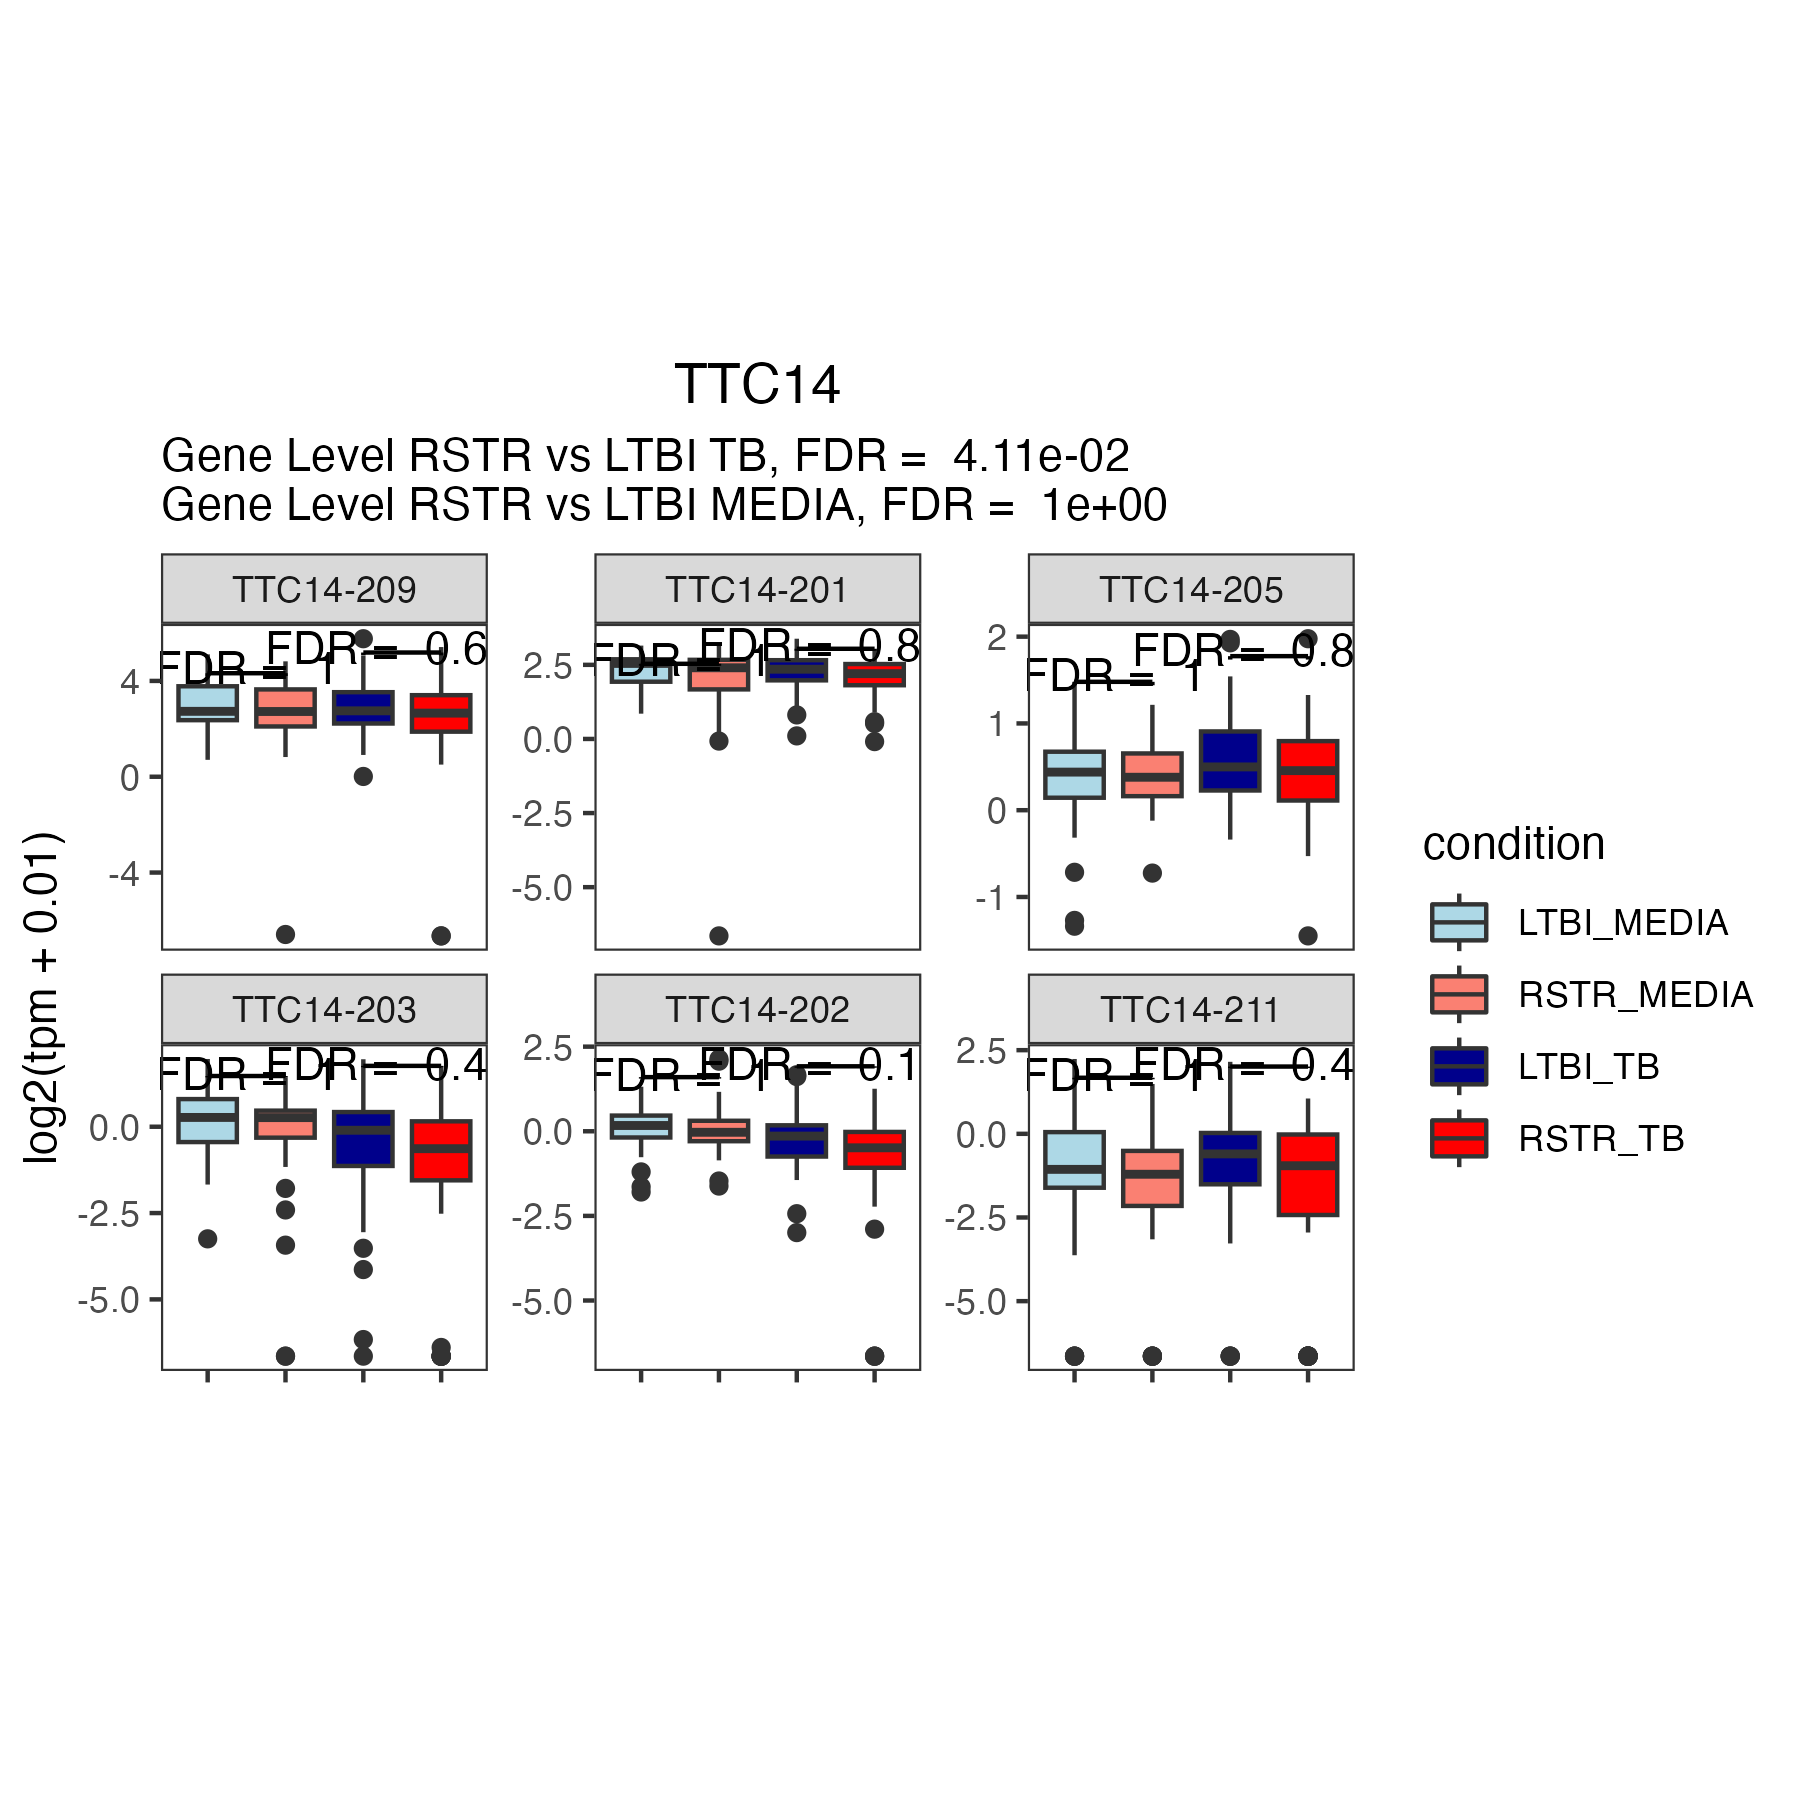 TTC14
Gene Level RSTR vs LTBI TB, FDR = 4.11e-02
Gene Level RSTR vs LTBI MEDIA, FDR = 1e+00
TTC14-209
TTC14-201
TTC14-205
FDR = 1
FDR = 0.6
4
0
-4
FDR = 1
FDR = 0.8
2.5
0.0
-2.5
-5.0
FDR = 1
FDR = 0.8
2
1
0
-1
TTC14-203
TTC14-202
TTC14-211
FDR = 1
FDR = 0.4
0.0
-2.5
-5.0
FDR = 1
FDR = 0.1
2.5
0.0
-2.5
-5.0
FDR = 1
FDR = 0.4
2.5
0.0
-2.5
-5.0
log2(tpm + 0.01)
condition
LTBI_MEDIA
RSTR_MEDIA
LTBI_TB
RSTR_TB